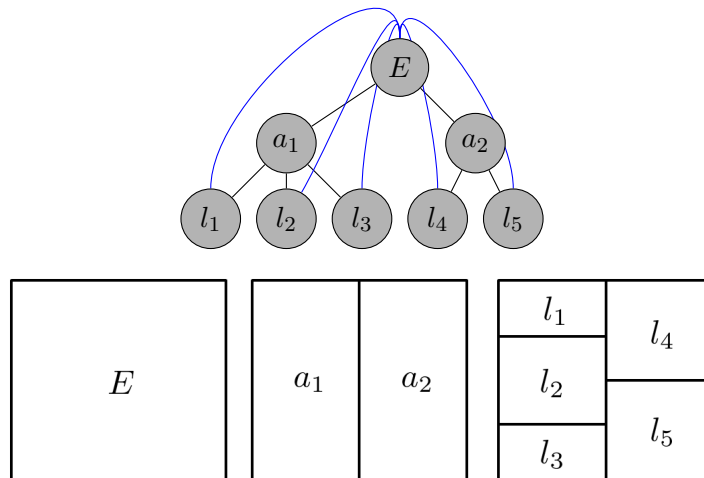 E
a₁ a₂
l₁ l₂ l₃ l₄ l₅
E
a₁ a₂
l₁ l₄
l₂
l₃ l₅